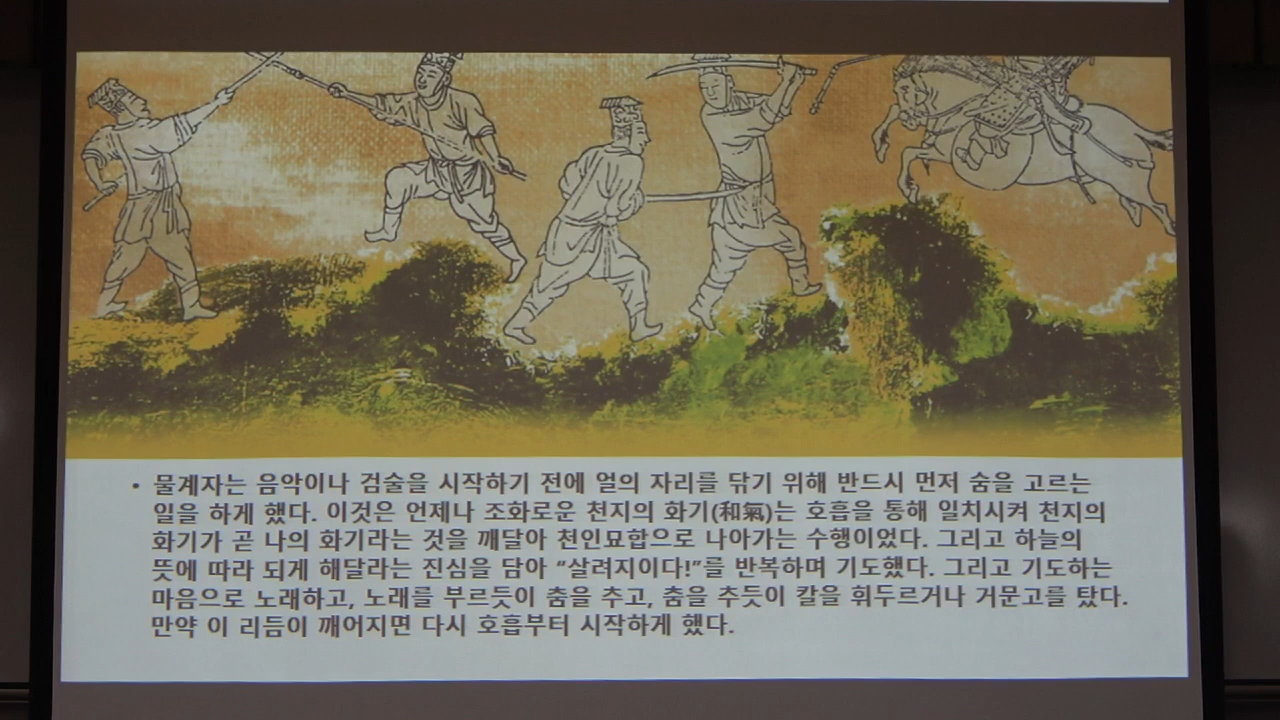 • 물계자는 음악이나 검술을 시작하기 전에 얼의 자리를 닦기 위해 반드시 먼저 숨을 고르는
일을 하게 했다. 이것은 언제나 조화로운 천지의 화기(和氣)는 호흡을 통해 일치시켜 천지의
화기가 곧 나의 화기라는 것을 깨달아 천인묘합으로 나아가는 수행이었다. 그리고 하늘의
뜻에 따라 되게 해달라는 진심을 담아 “살려지이다!”를 반복하며 기도했다. 그리고 기도하는
마음으로 노래하고, 노래를 부르듯이 춤을 추고, 춤을 추듯이 칼을 휘두르거나 거문고를 탔다.
만약 이 리듬이 깨어지면 다시 호흡부터 시작하게 했다.